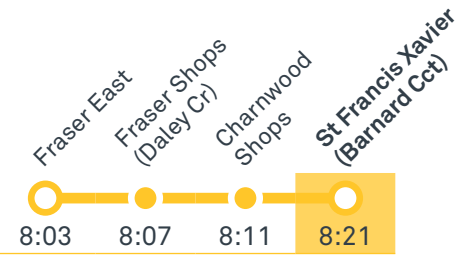 Fraser East
Fraser Shops
(Daley Cr)
Charnwood
Shops
St Francis Xavier
(Barnard Cct)
8:03
8:07
8:11
8:21